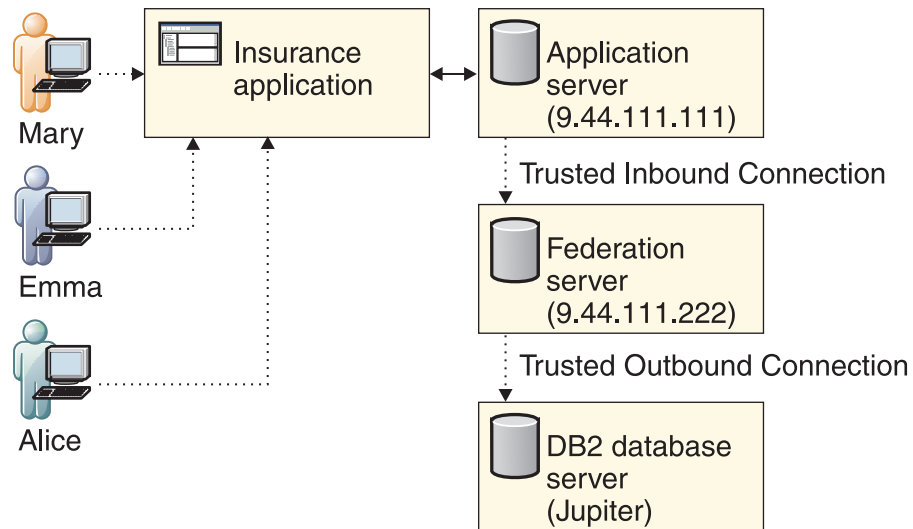 Mary
Insurance
application
Application
server
(9.44.111.111)
Trusted Inbound Connection
Emma
Federation
server
(9.44.111.222)
Trusted Outbound Connection
Alice
DB2 database
server
(Jupiter)